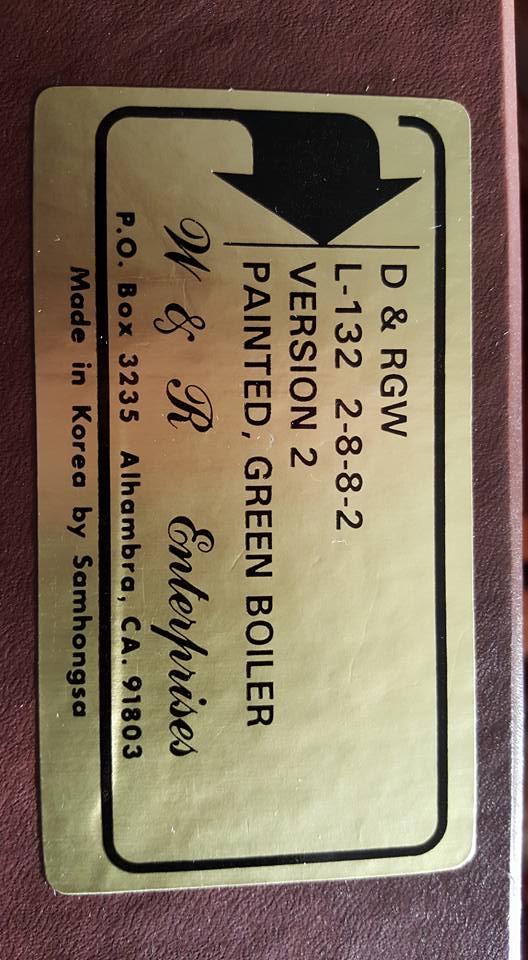 D & RGW
L-132 2-8-8-2
VERSION 2
PAINTED, GREEN BOILER
W & R Enterprises
P.O. Box 3235 Alhambra, CA. 91803
Made in Korea by Samhongsa